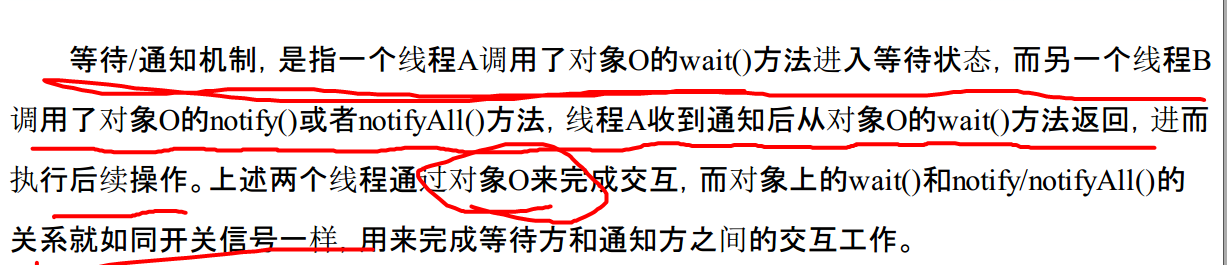 等待/通知机制，是指一个线程A调用了对象O的wait()方法进入等待状态，而另一个线程B
调用了对象O的notify()或者notifyAll()方法，线程A收到通知后从对象O的wait()方法返回，进而
执行后续操作。上述两个线程通过对象O来完成交互，而对象上的wait()和notify/notifyAll()的
关系就如同开关信号一样，用来完成等待方和通知方之间的交互工作。